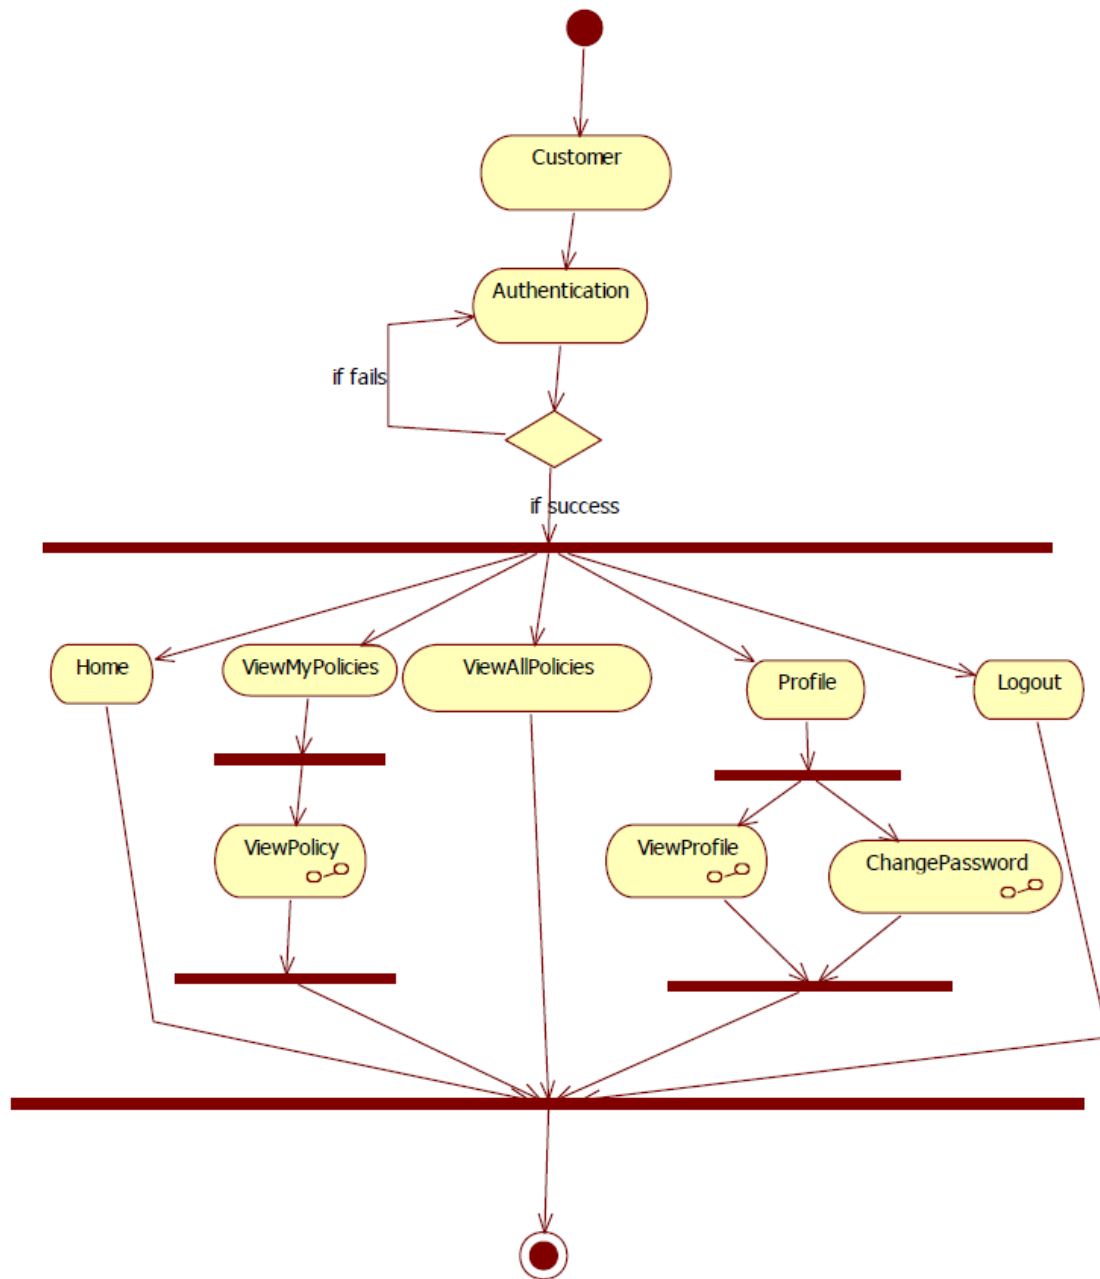 Customer
Authentication
if fails
if success
Home
ViewMyPolicies
ViewAllPolicies
Profile
Logout
ViewPolicy
ViewProfile
ChangePassword